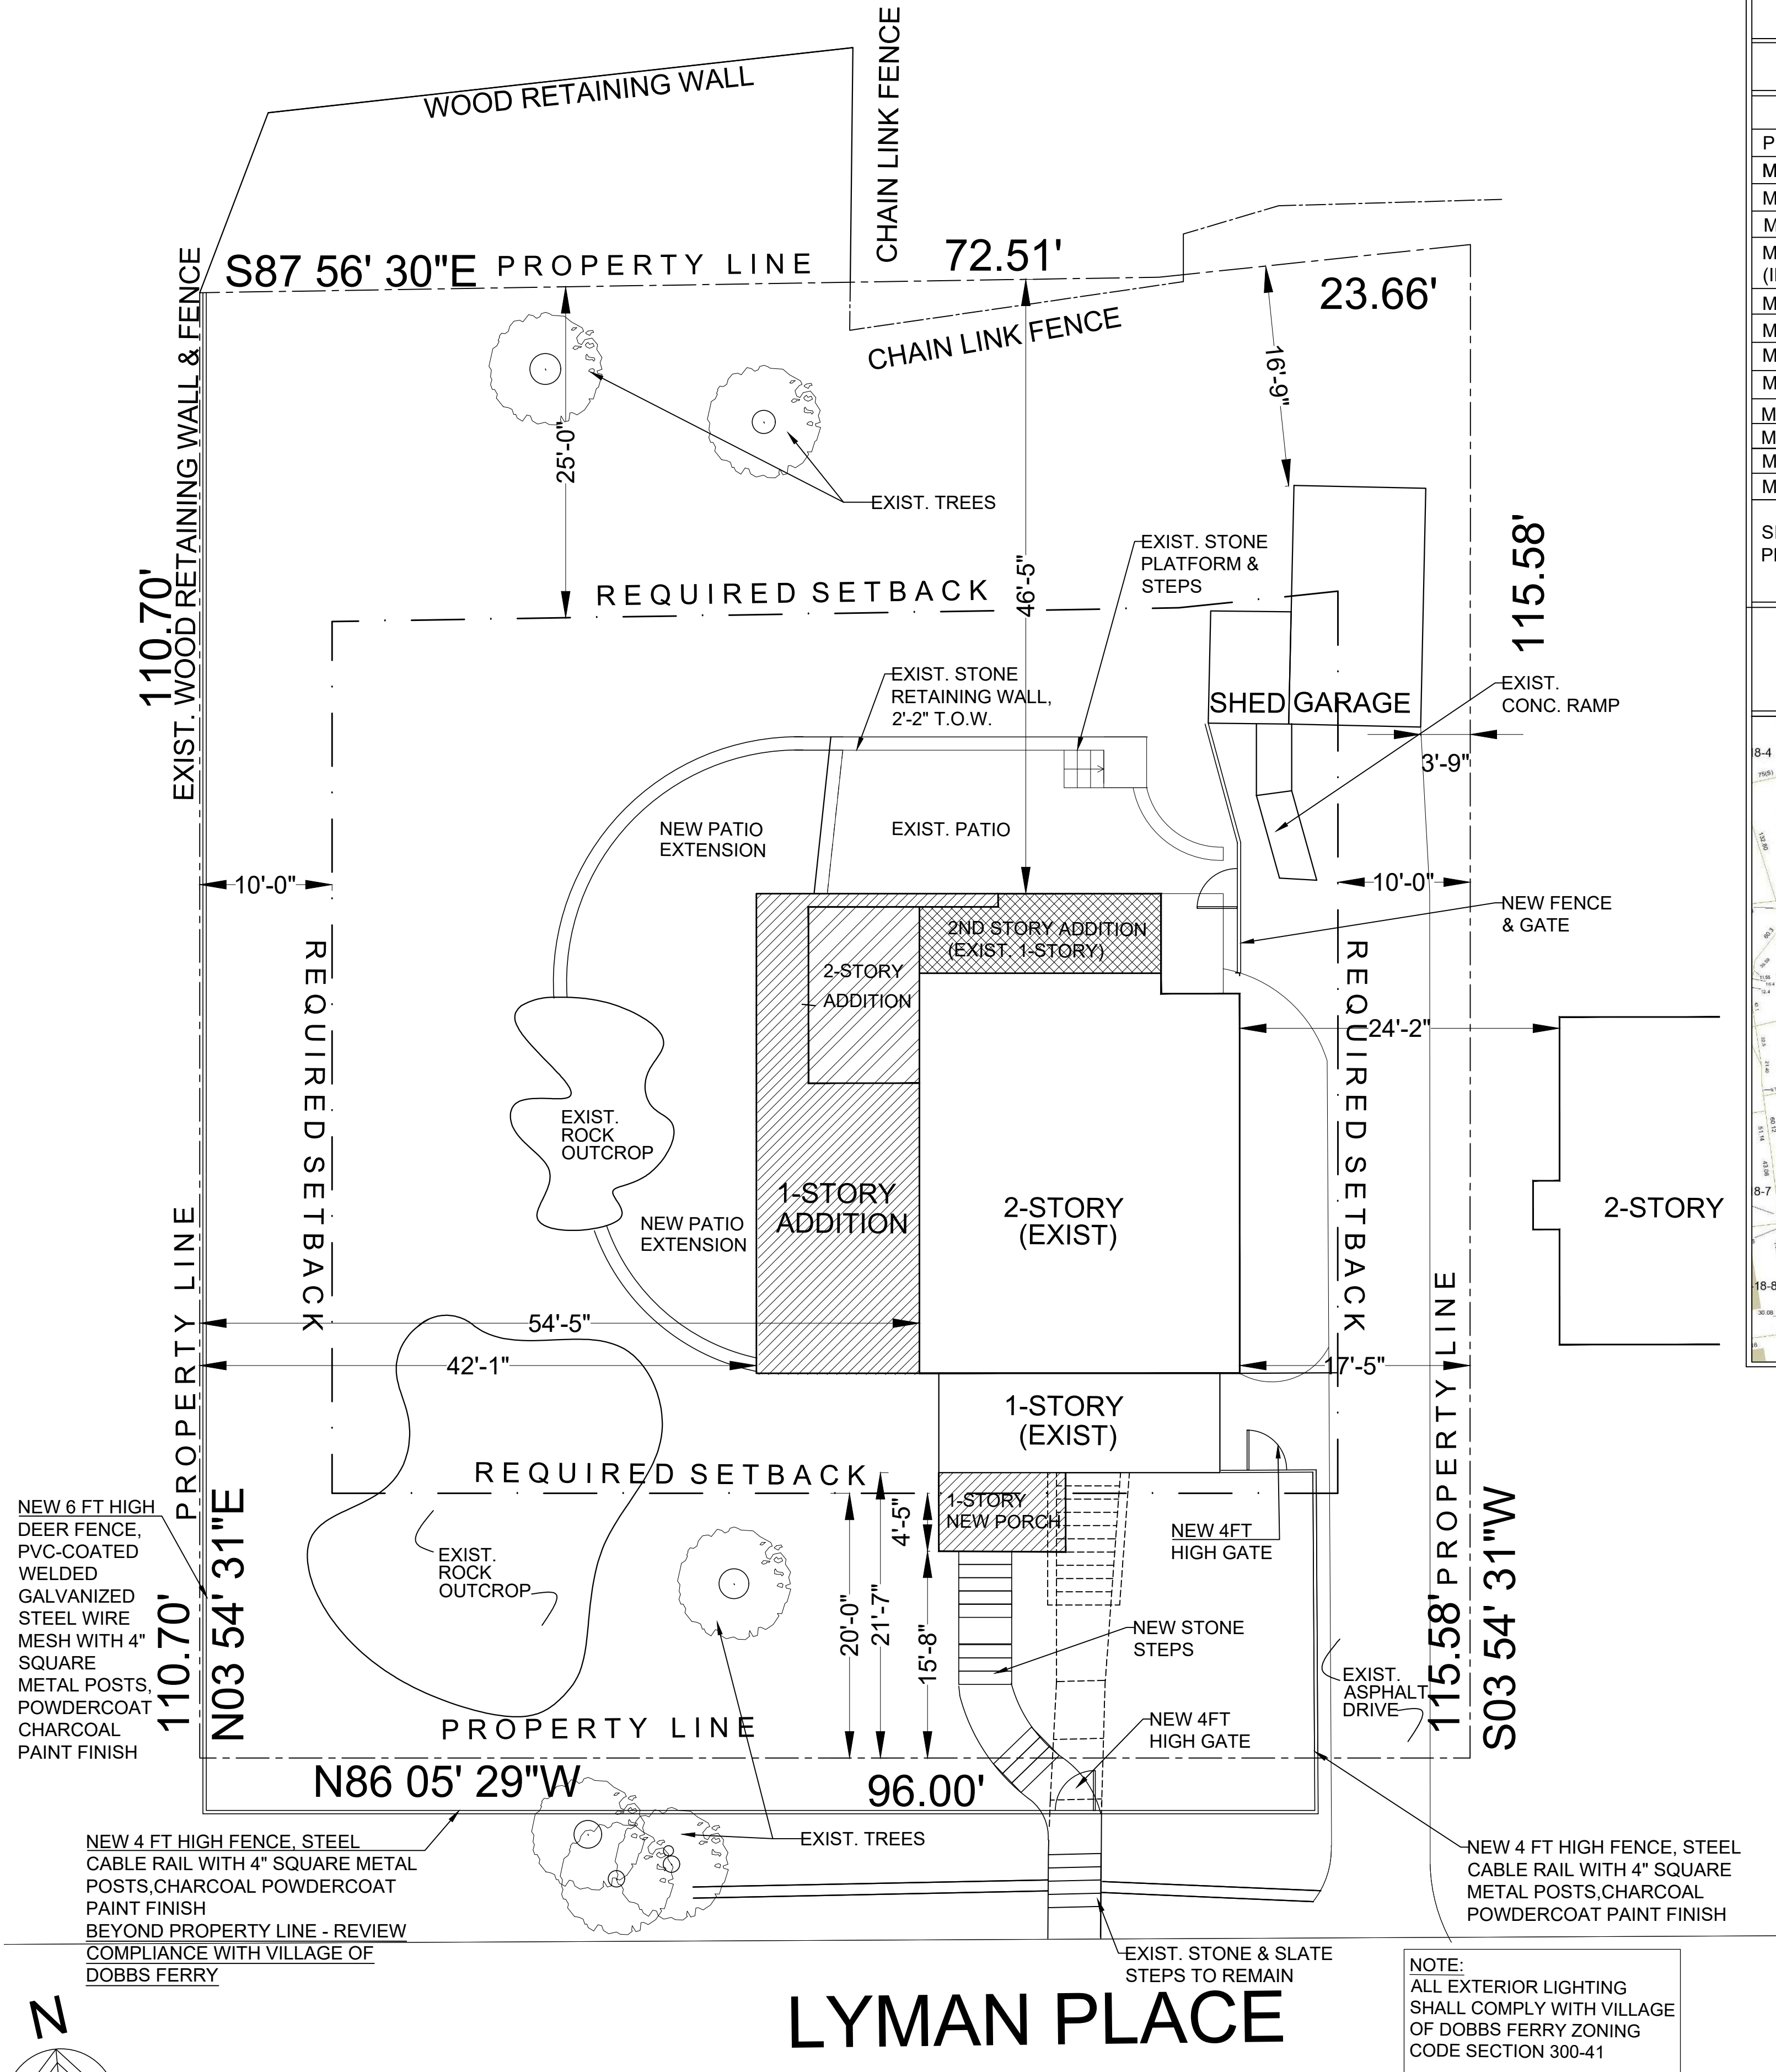 WOOD RETAINING WALL
CHAIN LINK FENCE
S87 56' 30"E
PROPERTY LINE
72.51'
23.66'
CHAIN LINK FENCE
EXIST. WOOD RETAINING WALL & FENCE
110.70'
25'-0"
16'-9"
EXIST. TREES
46'-5"
EXIST. STONE
PLATFORM &
STEPS
115.58'
REQUIRED SETBACK
EXIST. STONE
RETAINING WALL,
2'-2" T.O.W.
SHED
GARAGE
EXIST.
CONC. RAMP
3'-9"
NEW PATIO
EXTENSION
EXIST. PATIO
10'-0"
10'-0"
NEW FENCE
& GATE
2ND STORY ADDITION
(EXIST. 1-STORY)
2-STORY
ADDITION
REQUIRED SETBACK
REQUIRED SETBACK
24'-2"
EXIST.
ROCK
OUTCROP
1-STORY
ADDITION
2-STORY
(EXIST)
2-STORY
NEW PATIO
EXTENSION
PROPERTY LINE
54'-5"
42'-1"
17'-5"
PROPERTY LINE
1-STORY
(EXIST)
REQUIRED SETBACK
1-STORY
NEW PORCH
4'-5"
20'-0"
21'-7"
15'-8"
NEW 4FT
HIGH GATE
NEW 6 FT HIGH
DEER FENCE,
PVC-COATED
WELDED
GALVANIZED
STEEL WIRE
MESH WITH 4"
SQUARE
METAL POSTS,
POWDERCOAT
CHARCOAL
PAINT FINISH
110.70'
N03 54' 31"E
EXIST.
ROCK
OUTCROP
NEW STONE
STEPS
EXIST.
ASPHALT
DRIVE
115.58'
S03 54' 31"W
NEW 4FT
HIGH GATE
PROPERTY LINE
N86 05' 29"W
96.00'
EXIST. TREES
NEW 4 FT HIGH FENCE, STEEL
CABLE RAIL WITH 4" SQUARE METAL
POSTS,CHARCOAL POWDERCOAT
PAINT FINISH
BEYOND PROPERTY LINE - REVIEW
COMPLIANCE WITH VILLAGE OF
DOBBS FERRY
NEW 4 FT HIGH FENCE, STEEL
CABLE RAIL WITH 4" SQUARE
METAL POSTS,CHARCOAL
POWDERCOAT PAINT FINISH
EXIST. STONE & SLATE
STEPS TO REMAIN
LYMAN PLACE
NOTE:
ALL EXTERIOR LIGHTING
SHALL COMPLY WITH VILLAGE
OF DOBBS FERRY ZONING
CODE SECTION 300-41
N